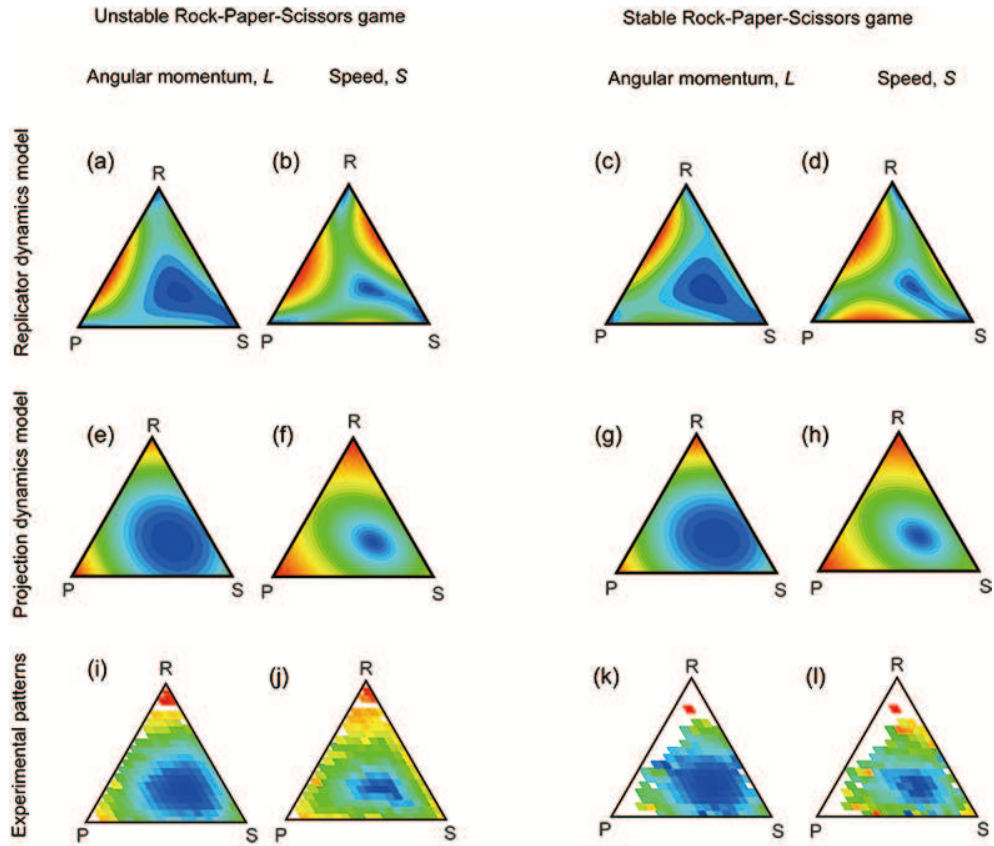 Unstable Rock-Paper-Scissors game Stable Rock-Paper-Scissors game
Angular momentum, L Speed, S Angular momentum, L Speed, S
Replicator dynamics model
(a) (b) (c) (d)
R R R R
P S P S P S P S
Projection dynamics model
(e) (f) (g) (h)
R R R R
P S P S P S P S
Experimental patterns
(i) (j) (k) (l)
R R R R
P S P S P S P S